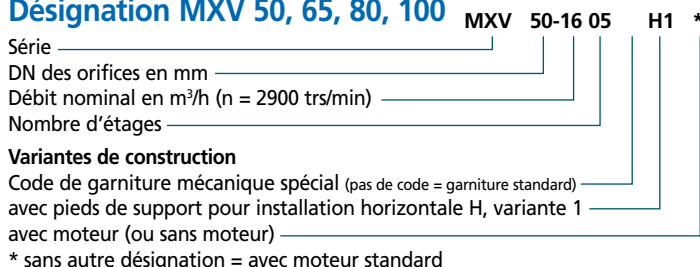 Désignation MXV 50, 65, 80, 100 MXV 50-16 05 H1 *
Série
DN des orifices en mm
Débit nominal en m³/h (n = 2900 trs/min)
Nombre d'étages
Variantes de construction
Code de garniture mécanique spécial (pas de code = garniture standard)
avec pieds de support pour installation horizontale H, variante 1
avec moteur (ou sans moteur)
* sans autre désignation = avec moteur standard